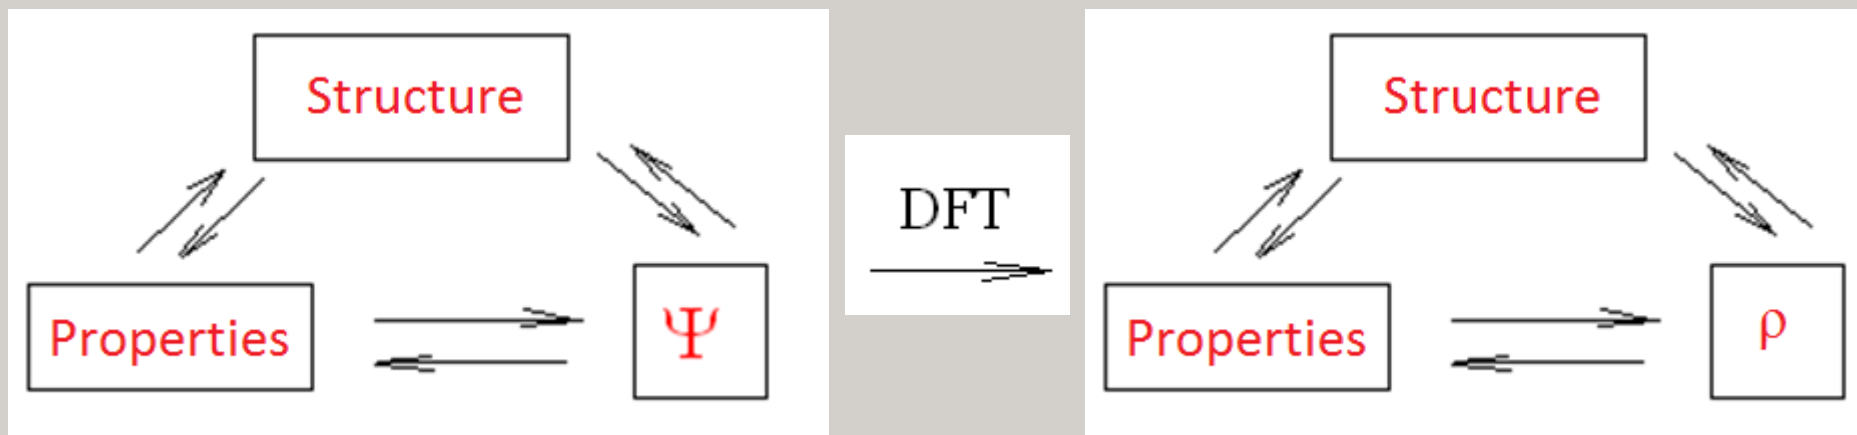 Structure
Properties
Ψ
DFT
Structure
Properties
ρ